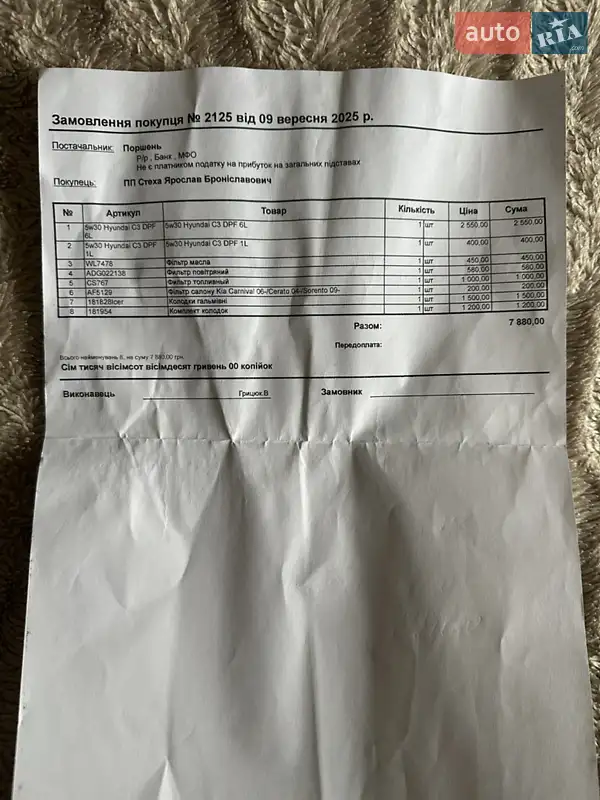 auto RIA.com
Замовлення покупця № 2125 від 09 вересня 2025 р.
Постачальник: Поршень
Р/р , Банк , МФО
Не є платником податку на прибуток на загальних підставах
Покупець: ПП Стеха Ярослав Броніславович
№ Артикул Товар Кількість Ціна Сума
1 5w30 Hyundai C3 DPF 6L 5w30 Hyundai C3 DPF 6L 1 шт 2 550,00 2 550,00
2 5w30 Hyundai C3 DPF 1L 5w30 Hyundai C3 DPF 1L 1 шт 400,00 400,00
3 WL7478 Фільтр масла 1 шт 450,00 450,00
4 ADG022138 Фильтр повітряний 1 шт 580,00 580,00
5 CS767 Фильтр топливный 1 шт 1 000,00 1 000,00
6 AF5129 Фільтр салону Kia Carnival 06-/Cerato 04-/Sorento 09- 1 шт 200,00 200,00
7 181828Icer Колодки гальмівні 1 шт 1 500,00 1 500,00
8 181954 Комплект колодок 1 шт 1 200,00 1 200,00
Разом: 7 880,00
Передоплата:
Всього найменувань 8, на суму 7 880,00 грн.
Сім тисяч вісімсот вісімдесят гривень 00 копійок
Виконавець Грицюк.В Замовник